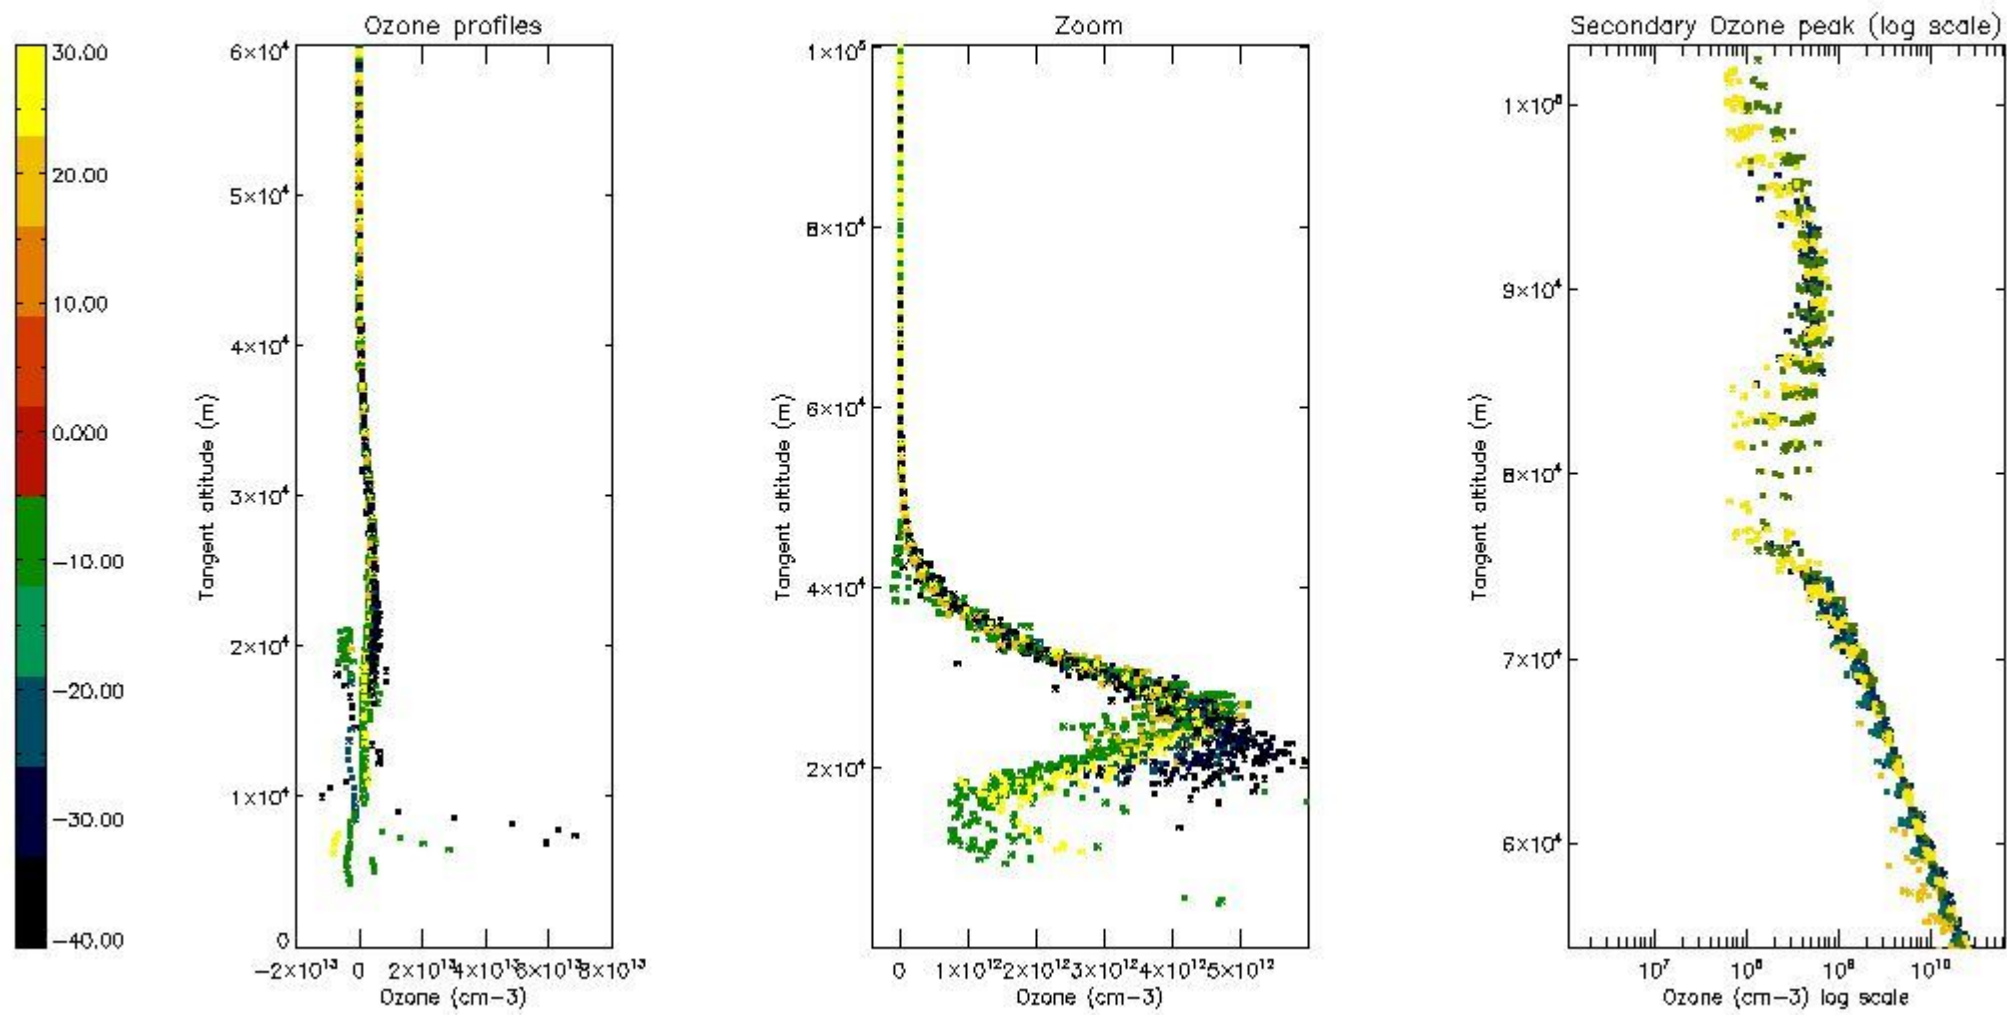 Ozone profiles
Zoom
Secondary Ozone peak (log scale)
30.00
20.00
10.00
0.000
−10.00
−20.00
−30.00
−40.00
6×10⁴
5×10⁴
4×10⁴
3×10⁴
2×10⁴
1×10⁴
0
Tangent altitude (m)
−2×10¹³ 0 2×10¹³ 4×10¹³ 6×10¹³ 8×10¹³
Ozone (cm−3)
1×10⁵
8×10⁴
6×10⁴
4×10⁴
2×10⁴
Tangent altitude (m)
0 1×10¹² 2×10¹² 3×10¹² 4×10¹² 5×10¹²
Ozone (cm−3)
1×10⁵
9×10⁴
8×10⁴
7×10⁴
6×10⁴
Tangent altitude (m)
10⁷ 10⁸ 10⁹ 10¹⁰
Ozone (cm−3) log scale